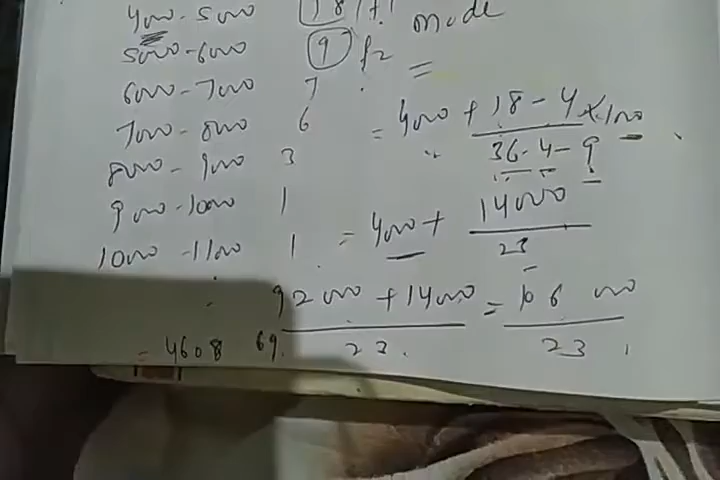 4000-5000 18 f1 mode
5000-6000 9 f2 =
6000-7000 7
7000-8000 6 = 4000 + 18-4 × 1000
8000-9000 3 36-4-9
9000-10000 1 = 4000 + 14000
10000-11000 1 23
92000 + 14000 = 106000
= 4608 69. 23. 23